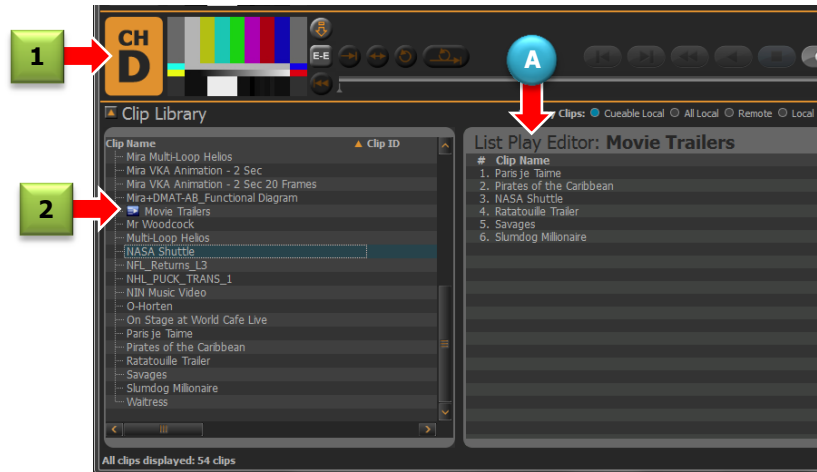 1
CH
D
E-E
A
Clip Library
y Clips: Cueable Local All Local Remote Local
Clip Name Clip ID
Mira Multi-Loop Helios
Mira VKA Animation - 2 Sec
Mira VKA Animation - 2 Sec 20 Frames
Mira+DMAT-AB_Functional Diagram
2
Movie Trailers
Mr Woodcock
Multi-Loop Helios
NASA Shuttle
NFL_Returns_L3
NHL_PUCK_TRANS_1
NIN Music Video
O-Horten
On Stage at World Cafe Live
Paris je Taime
Pirates of the Caribbean
Ratatouille Trailer
Savages
Slumdog Millionaire
Waitress
List Play Editor: Movie Trailers
# Clip Name
1. Paris je Taime
2. Pirates of the Caribbean
3. NASA Shuttle
4. Ratatouille Trailer
5. Savages
6. Slumdog Millionaire
All clips displayed: 54 clips